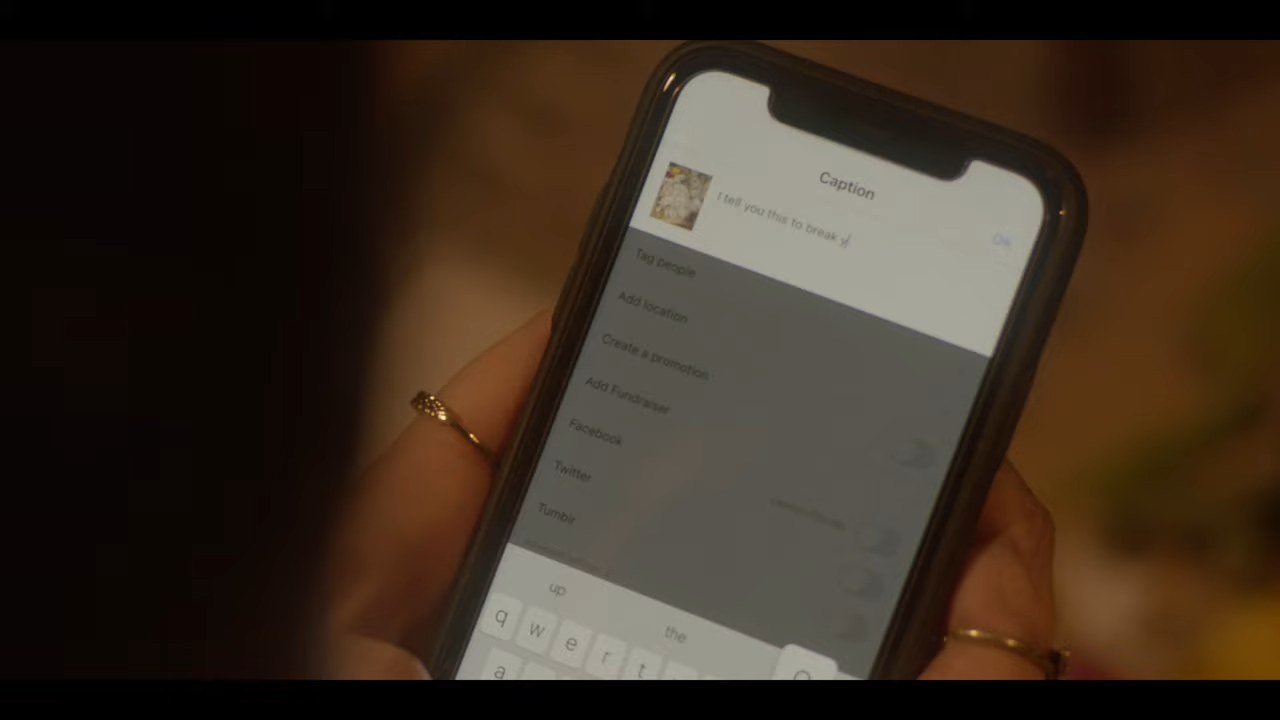 Caption
I tell you this to break y
OK
Tag people
Add location
Create a promotion
Add Fundraiser
Facebook
Twitter
Tumblr
up the
q w e r t
a